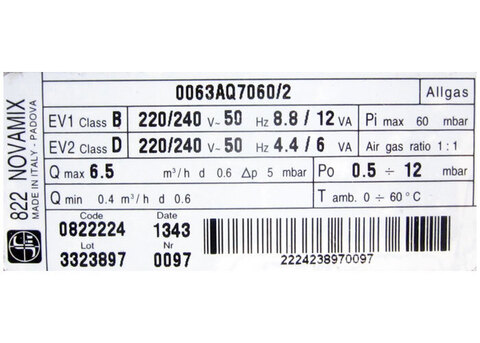 822 NOVAMIX
MADE IN ITALY - PADOVA
0063AQ7060/2 Allgas
EV1 Class B 220/240 V~ 50 Hz 8.8 / 12 VA Pi max 60 mbar
EV2 Class D 220/240 V~ 50 Hz 4.4 / 6 VA Air gas ratio 1 : 1
Q max 6.5 m³/h d 0.6 Δp 5 mbar Po 0.5 ÷ 12 mbar
Q min 0.4 m³/h d 0.6 T amb. 0 ÷ 60°C
Code Date
0822224 1343
Lot Nr
3323897 0097
2224238970097